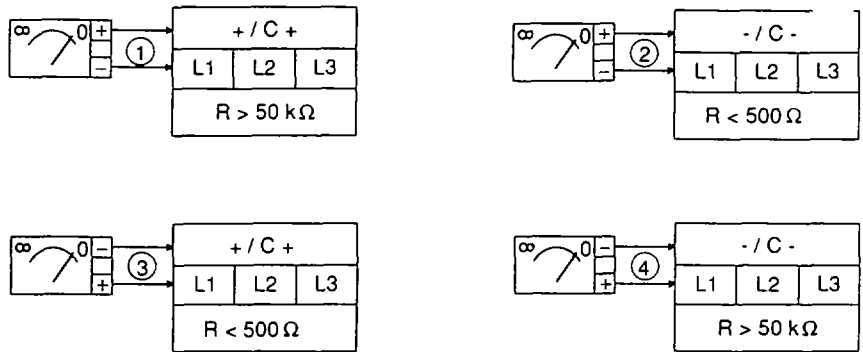 ∞ 0 +
−
①
+ / C +
L1 L2 L3
R > 50 kΩ
∞ 0 +
−
②
- / C -
L1 L2 L3
R < 500 Ω
∞ 0 −
+
③
+ / C +
L1 L2 L3
R < 500 Ω
∞ 0 −
+
④
- / C -
L1 L2 L3
R > 50 kΩ